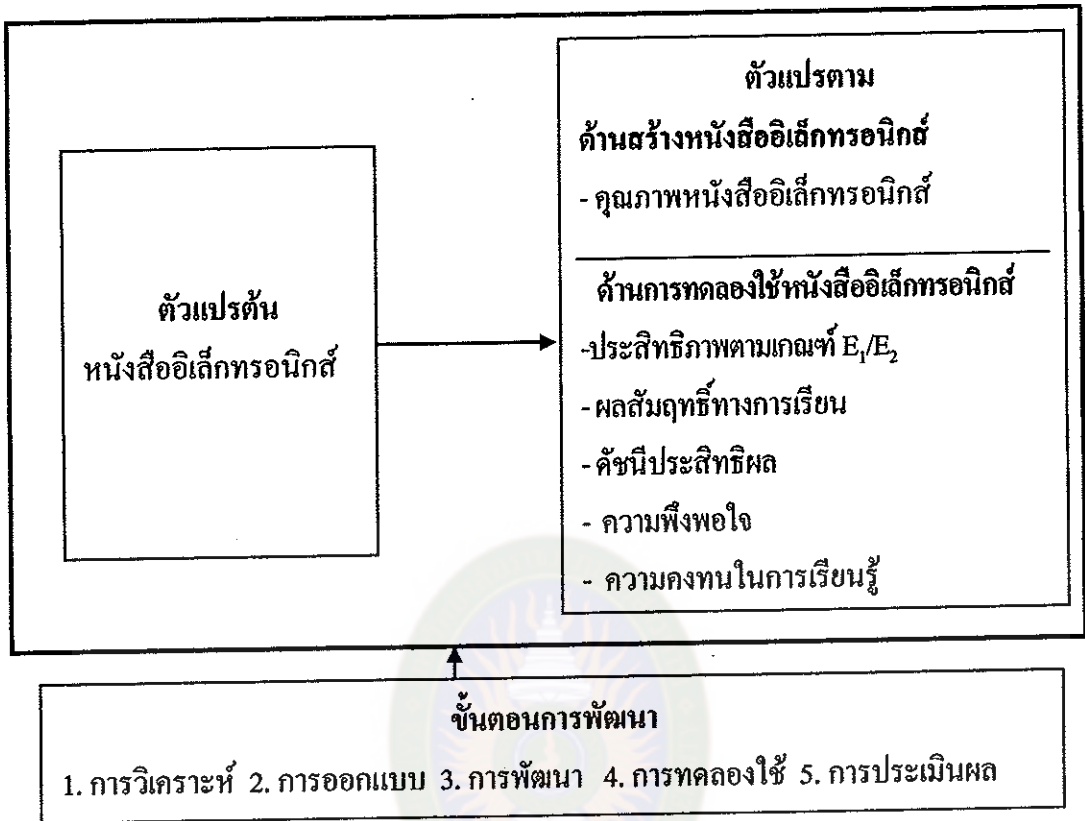 ตัวแปรต้น
หนังสืออิเล็กทรอนิกส์
ตัวแปรตาม
ด้านสร้างหนังสืออิเล็กทรอนิกส์
- คุณภาพหนังสืออิเล็กทรอนิกส์
ด้านการทดลองใช้หนังสืออิเล็กทรอนิกส์
-ประสิทธิภาพตามเกณฑ์ E₁/E₂
- ผลสัมฤทธิ์ทางการเรียน
- ดัชนีประสิทธิผล
- ความพึงพอใจ
- ความคงทนในการเรียนรู้
ขั้นตอนการพัฒนา
1. การวิเคราะห์ 2. การออกแบบ 3. การพัฒนา 4. การทดลองใช้ 5. การประเมินผล